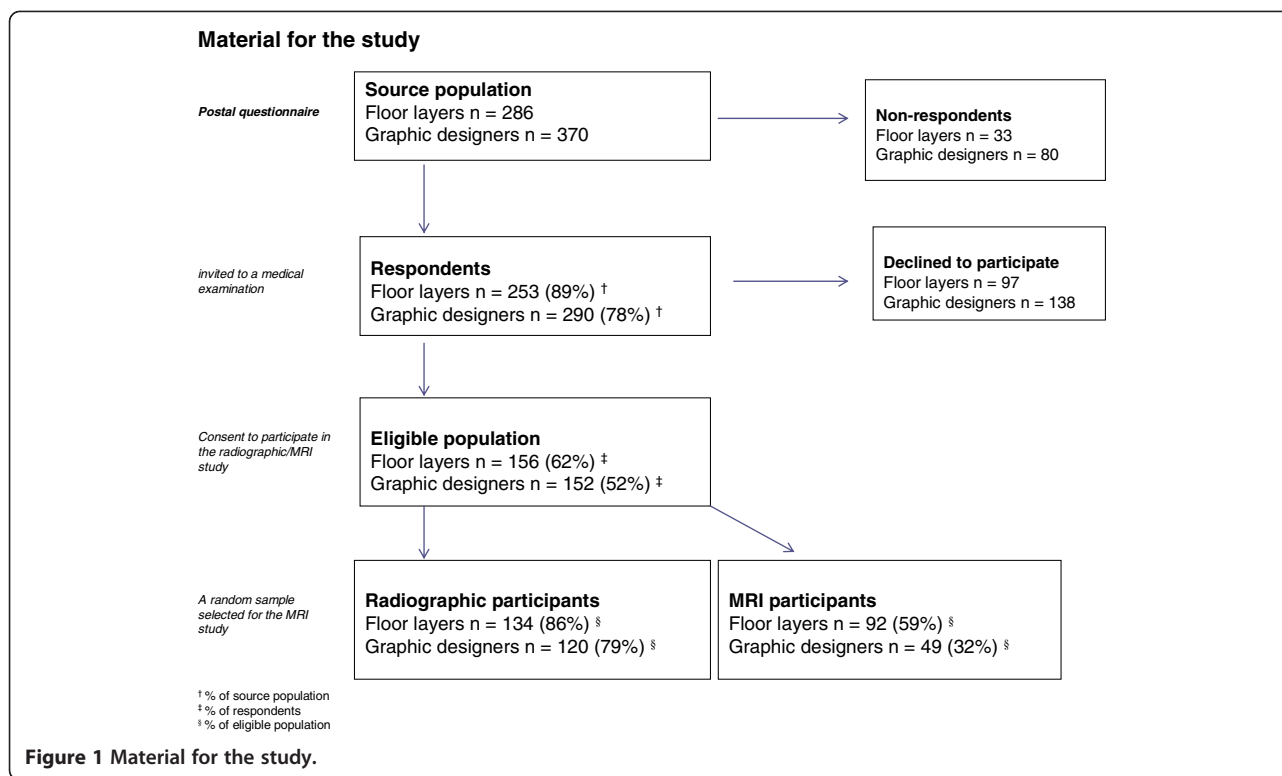 Material for the study
Postal questionnaire
Source population
Floor layers n = 286
Graphic designers n = 370
Non-respondents
Floor layers n = 33
Graphic designers n = 80
invited to a medical
examination
Respondents
Floor layers n = 253 (89%) †
Graphic designers n = 290 (78%) †
Declined to participate
Floor layers n = 97
Graphic designers n = 138
Consent to participate in
the radiographic/MRI
study
Eligible population
Floor layers n = 156 (62%) ‡
Graphic designers n = 152 (52%) ‡
A random sample
selected for the MRI
study
Radiographic participants
Floor layers n = 134 (86%) §
Graphic designers n = 120 (79%) §
MRI participants
Floor layers n = 92 (59%) §
Graphic designers n = 49 (32%) §
† % of source population
‡ % of respondents
§ % of eligible population
Figure 1 Material for the study.